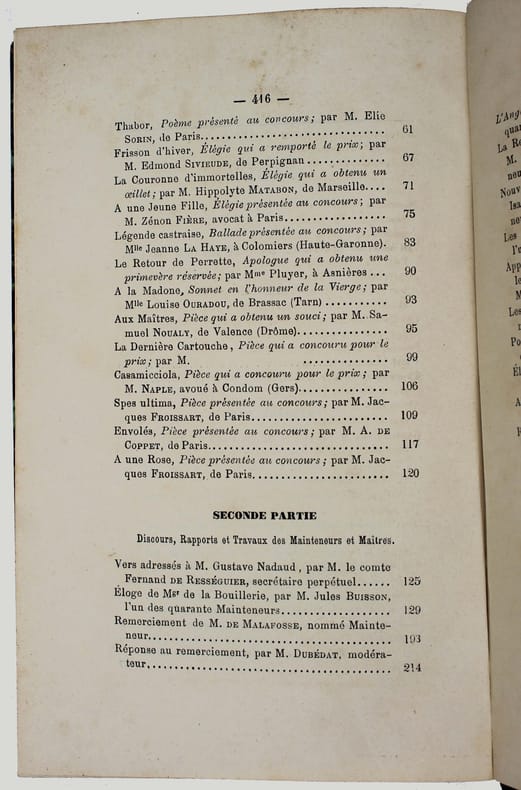 — 416 —
Thabor, Poème présenté au concours; par M. Elie
Sorin, de Paris................................ 61
Frisson d'hiver, Élégie qui a remporté le prix; par
M. Edmond Sivieude, de Perpignan............. 67
La Couronne d'immortelles, Élégie qui a obtenu un
œillet; par M. Hippolyte Matabon, de Marseille.... 71
A une Jeune Fille, Élégie présentée au concours; par
M. Zénon Fière, avocat à Paris................. 75
Légende castraise, Ballade présentée au concours; par
Mlle Jeanne La Haye, à Colomiers (Haute-Garonne). 83
Le Retour de Perrette, Apologue qui a obtenu une
primevère réservée; par Mme Pluyer, à Asnières ... 90
A la Madone, Sonnet en l'honneur de la Vierge; par
Mlle Louise Ouradou, de Brassac (Tarn) ........... 93
Aux Maîtres, Pièce qui a obtenu un souci; par M. Sa-
muel Noualy, de Valence (Drôme)............... 95
La Dernière Cartouche, Pièce qui a concouru pour le
prix; par M. ............... 99
Casamicciola, Pièce qui a concouru pour le prix; par
M. Naple, avoué à Condom (Gers)............... 106
Spes ultima, Pièce présentée au concours; par M. Jac-
ques Froissart, de Paris........................ 109
Envolés, Pièce présentée au concours; par M. A. de
Coppet, de Paris................................ 117
A une Rose, Pièce présentée au concours; par M. Jac-
ques Froissart, de Paris........................ 120
SECONDE PARTIE
Discours, Rapports et Travaux des Mainteneurs et Maîtres.
Vers adressés à M. Gustave Nadaud, par M. le comte
Fernand de Rességuier, secrétaire perpétuel...... 125
Éloge de Mgr de la Bouillerie, par M. Jules Buisson,
l'un des quarante Mainteneurs................... 129
Remerciement de M. de Malafosse, nommé Mainte-
neur........................................... 193
Réponse au remerciement, par M. Dubédat, modéra-
teur........................................... 214